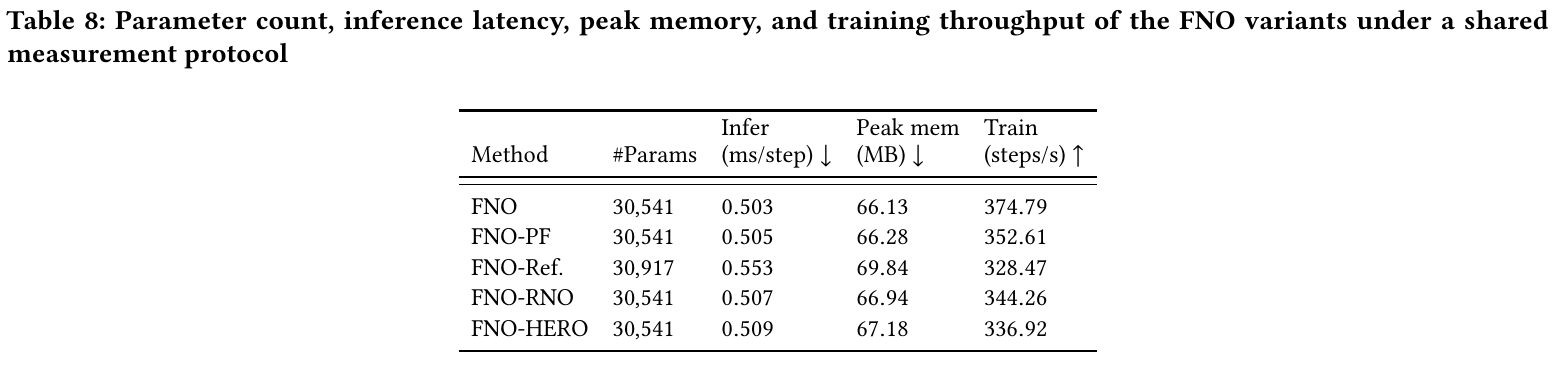 Table 8: Parameter count, inference latency, peak memory, and training throughput of the FNO variants under a shared
measurement protocol
Infer Peak mem Train
Method #Params (ms/step) ↓ (MB) ↓ (steps/s) ↑
FNO 30,541 0.503 66.13 374.79
FNO-PF 30,541 0.505 66.28 352.61
FNO-Ref. 30,917 0.553 69.84 328.47
FNO-RNO 30,541 0.507 66.94 344.26
FNO-HERO 30,541 0.509 67.18 336.92